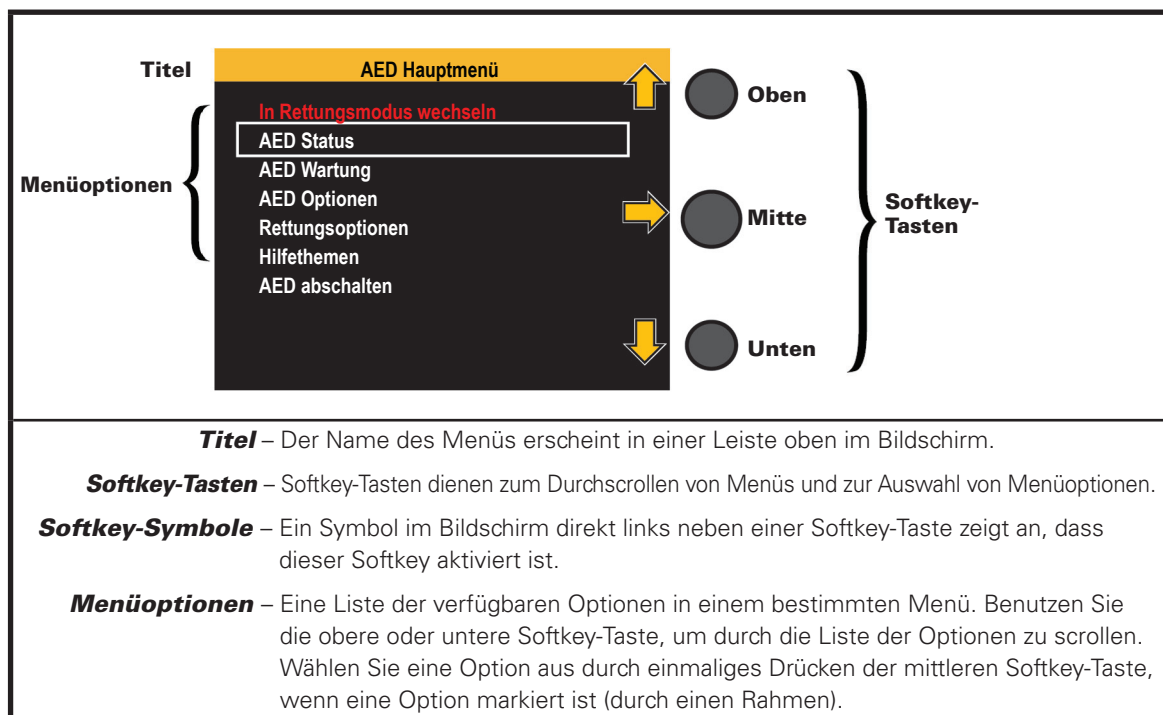 Titel
AED Hauptmenü
Oben
In Rettungsmodus wechseln
AED Status
AED Wartung
Menüoptionen
AED Optionen
Rettungsoptionen
Hilfethemen
AED abschalten
Mitte
Softkey-
Tasten
Unten
Titel – Der Name des Menüs erscheint in einer Leiste oben im Bildschirm.
Softkey-Tasten – Softkey-Tasten dienen zum Durchscrollen von Menüs und zur Auswahl von Menüoptionen.
Softkey-Symbole – Ein Symbol im Bildschirm direkt links neben einer Softkey-Taste zeigt an, dass
dieser Softkey aktiviert ist.
Menüoptionen – Eine Liste der verfügbaren Optionen in einem bestimmten Menü. Benutzen Sie
die obere oder untere Softkey-Taste, um durch die Liste der Optionen zu scrollen.
Wählen Sie eine Option aus durch einmaliges Drücken der mittleren Softkey-Taste,
wenn eine Option markiert ist (durch einen Rahmen).